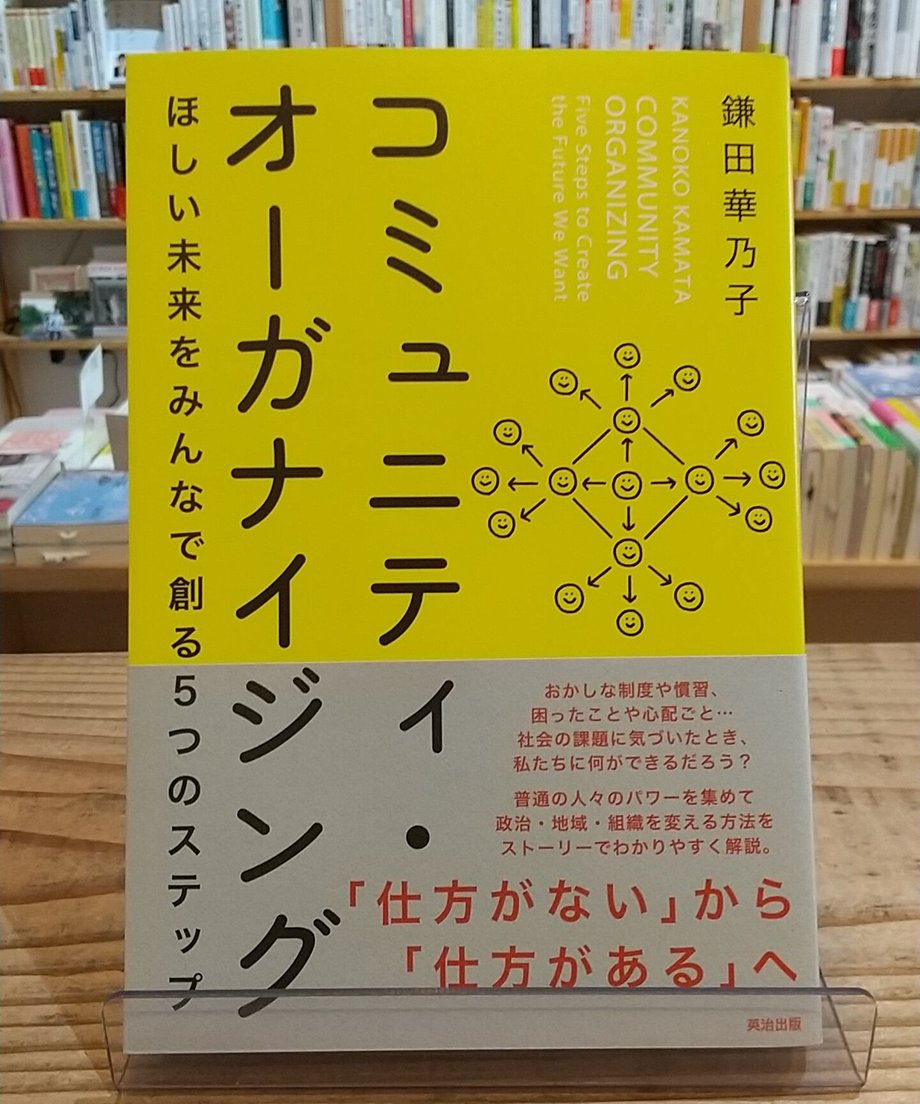 鎌田華乃子
KANOKO KAMATA
COMMUNITY
ORGANIZING
Five Steps to Create
the Future We Want
コミュニティ・
オーガナイジング
ほしい未来をみんなで創る5つのステップ
おかしな制度や慣習、
困ったことや心配ごと…
社会の課題に気づいたとき、
私たちに何ができるだろう？
普通の人々のパワーを集めて
政治・地域・組織を変える方法を
ストーリーでわかりやすく解説。
「仕方がない」から
「仕方がある」へ
英治出版